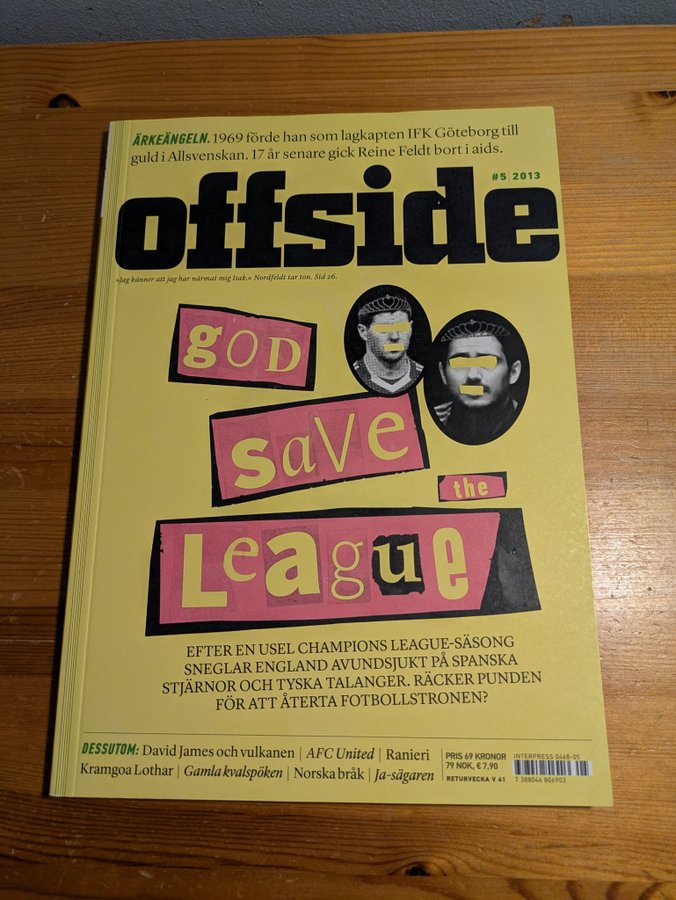 ÄRKEÄNGELN. 1969 förde han som lagkapten IFK Göteborg till
guld i Allsvenskan. 17 år senare gick Reine Feldt bort i aids.
#5|2013
offside
»Jag känner att jag har närmat mig Isak.« Nordfeldt tar ton. Sid 26.
GOD
SaVe
the
League
EFTER EN USEL CHAMPIONS LEAGUE-SÄSONG
SNEGLAR ENGLAND AVUNDSJUKT PÅ SPANSKA
STJÄRNOR OCH TYSKA TALANGER. RÄCKER PUNDEN
FÖR ATT ÅTERTA FOTBOLLSTRONEN?
DESSUTOM: David James och vulkanen | AFC United | Ranieri
Kramgoa Lothar | Gamla kvalspöken | Norska bråk | Ja-sägaren
PRIS 69 KRONOR
79 NOK, € 7,90
RETURVECKA V 41
INTERPRESS 0468-05
7 388046 806903